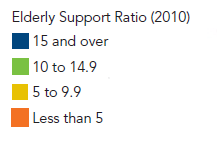 Elderly Support Ratio (2010)
15 and over
10 to 14.9
5 to 9.9
Less than 5